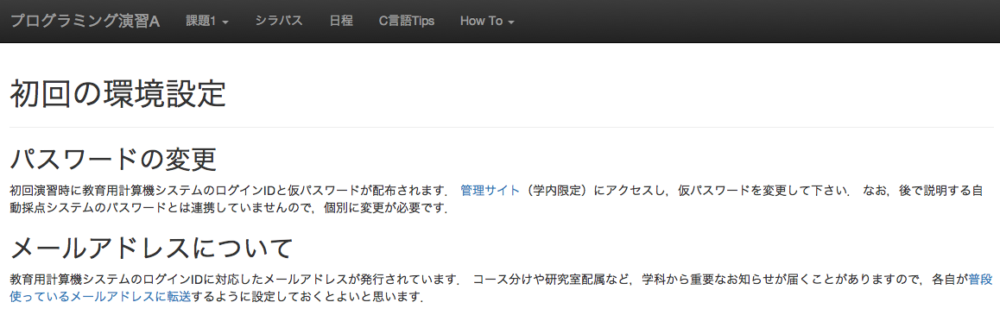 プログラミング演習A 課題1 シラバス 日程 C言語Tips How To
初回の環境設定
パスワードの変更
初回演習時に教育用計算機システムのログインIDと仮パスワードが配布されます． 管理サイト（学内限定）にアクセスし，仮パスワードを変更して下さい． なお，後で説明する自
動採点システムのパスワードとは連携していませんので，個別に変更が必要です．
メールアドレスについて
教育用計算機システムのログインIDに対応したメールアドレスが発行されています． コース分けや研究室配属など，学科から重要なお知らせが届くことがありますので，各自が普段
使っているメールアドレスに転送するように設定しておくとよいと思います．